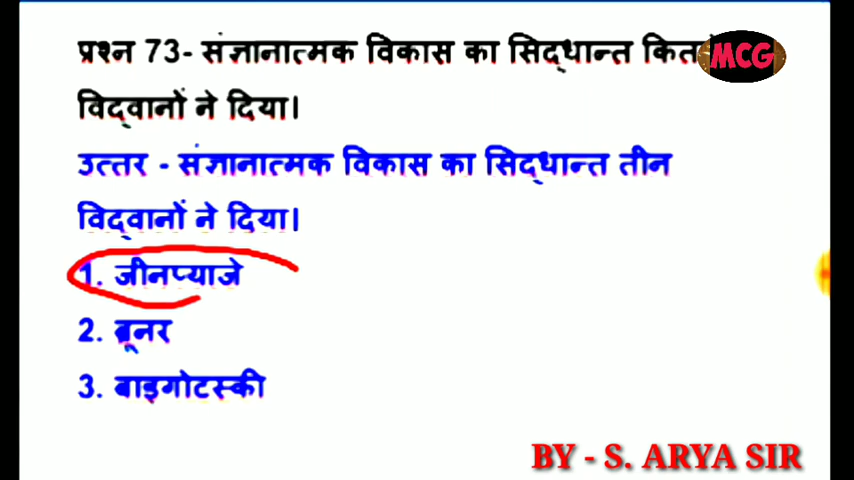 प्रश्न 73- संज्ञानात्मक विकास का सिद्धान्त
MCG
विद्वानों ने दिया।
उत्तर - संज्ञानात्मक विकास का सिद्धान्त तीन
विद्वानों ने दिया।
1. जीनप्याजे
2. ब्रूनर
3. बाइगोटस्की
BY - S. ARYA SIR